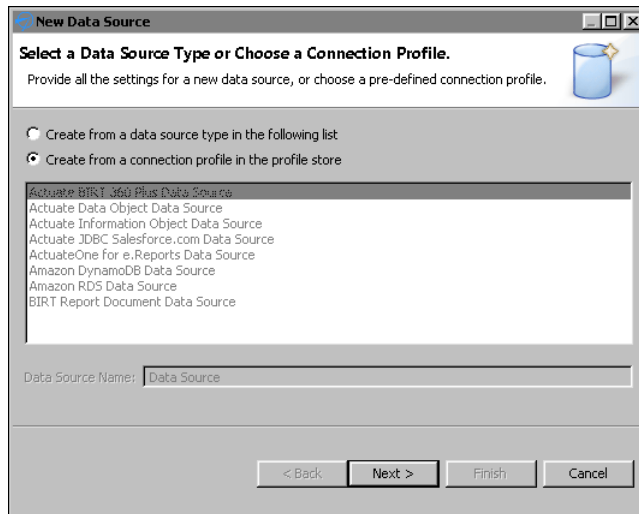 New Data Source
Select a Data Source Type or Choose a Connection Profile.
Provide all the settings for a new data source, or choose a pre-defined connection profile.
Create from a data source type in the following list
Create from a connection profile in the profile store
Actuate BIRT 360 Plus Data Source
Actuate Data Object Data Source
Actuate Information Object Data Source
Actuate JDBC Salesforce.com Data Source
ActuateOne for e.Reports Data Source
Amazon DynamoDB Data Source
Amazon RDS Data Source
BIRT Report Document Data Source
Data Source Name: Data Source
< Back Next > Finish Cancel